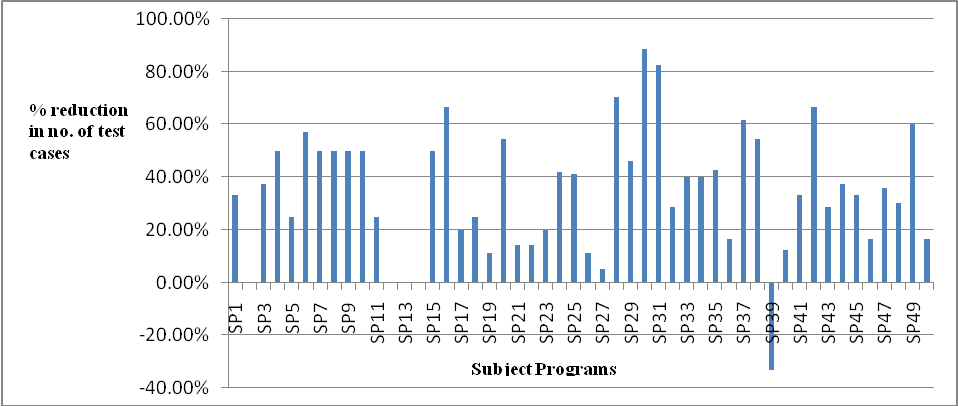 100.00%
80.00%
60.00%
40.00%
20.00%
0.00%
-20.00%
-40.00%
% reduction
in no. of test
cases
SP1
SP3
SP5
SP7
SP9
SP11
SP13
SP15
SP17
SP19
SP21
SP23
SP25
SP27
SP29
SP31
SP33
SP35
SP37
SP39
SP41
SP43
SP45
SP47
SP49
Subject Programs